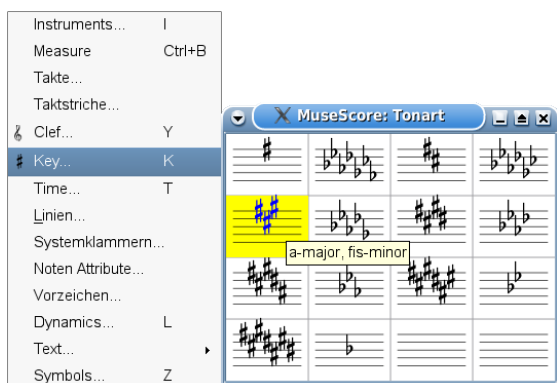 Instruments... I
Measure Ctrl+B
Takte...
Taktstriche...
Clef... Y
Key... K
Time... T
Linien...
Systemklammern...
Noten Attribute...
Vorzeichen...
Dynamics... L
Text...
Symbols... Z
MuseScore: Tonart
a-major, fis-minor